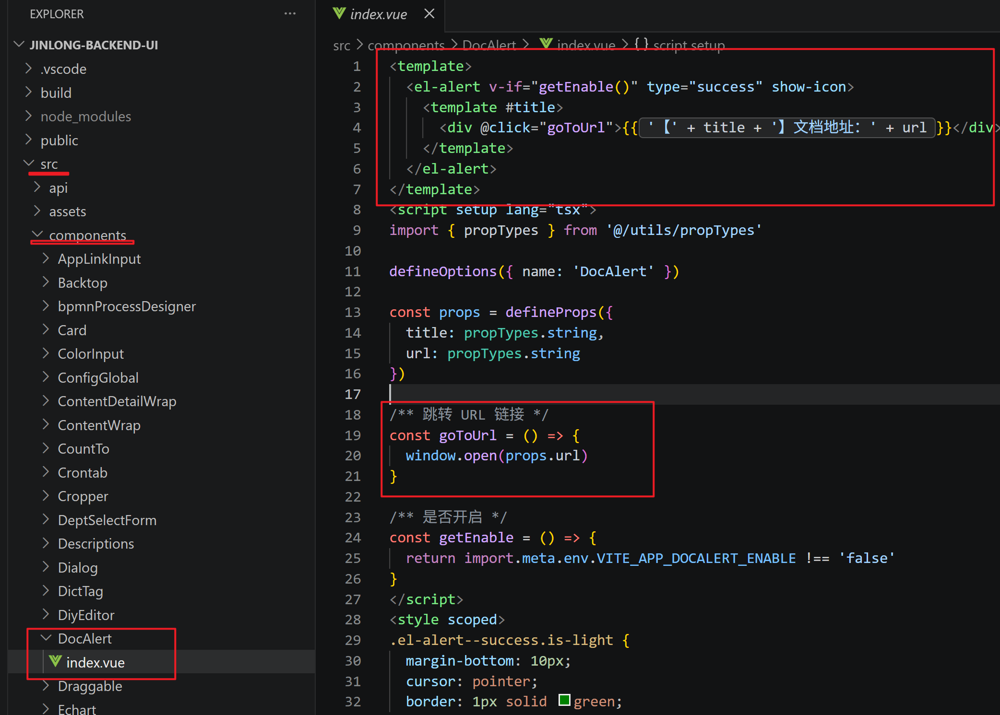 EXPLORER
JINLONG-BACKEND-UI
.vscode
build
node_modules
public
src
api
assets
components
AppLinkInput
Backtop
bpmnProcessDesigner
Card
ColorInput
ConfigGlobal
ContentDetailWrap
ContentWrap
CountTo
Crontab
Cropper
DeptSelectForm
Descriptions
Dialog
DictTag
DiyEditor
DocAlert
index.vue
Draggable
Echart
index.vue
src > components > DocAlert > index.vue > {} script setup
1 <template>
2 <el-alert v-if="getEnable()" type="success" show-icon>
3 <template #title>
4 <div @click="goToUrl">{{ '【' + title + '】文档地址：' + url }}</div>
5 </template>
6 </el-alert>
7 </template>
8 <script setup lang="tsx">
9 import { propTypes } from '@/utils/propTypes'
10
11 defineOptions({ name: 'DocAlert' })
12
13 const props = defineProps({
14 title: propTypes.string,
15 url: propTypes.string
16 })
17
18 /** 跳转 URL 链接 */
19 const goToUrl = () => {
20 window.open(props.url)
21 }
22
23 /** 是否开启 */
24 const getEnable = () => {
25 return import.meta.env.VITE_APP_DOCALERT_ENABLE !== 'false'
26 }
27 </script>
28 <style scoped>
29 .el-alert--success.is-light {
30 margin-bottom: 10px;
31 cursor: pointer;
32 border: 1px solid green;